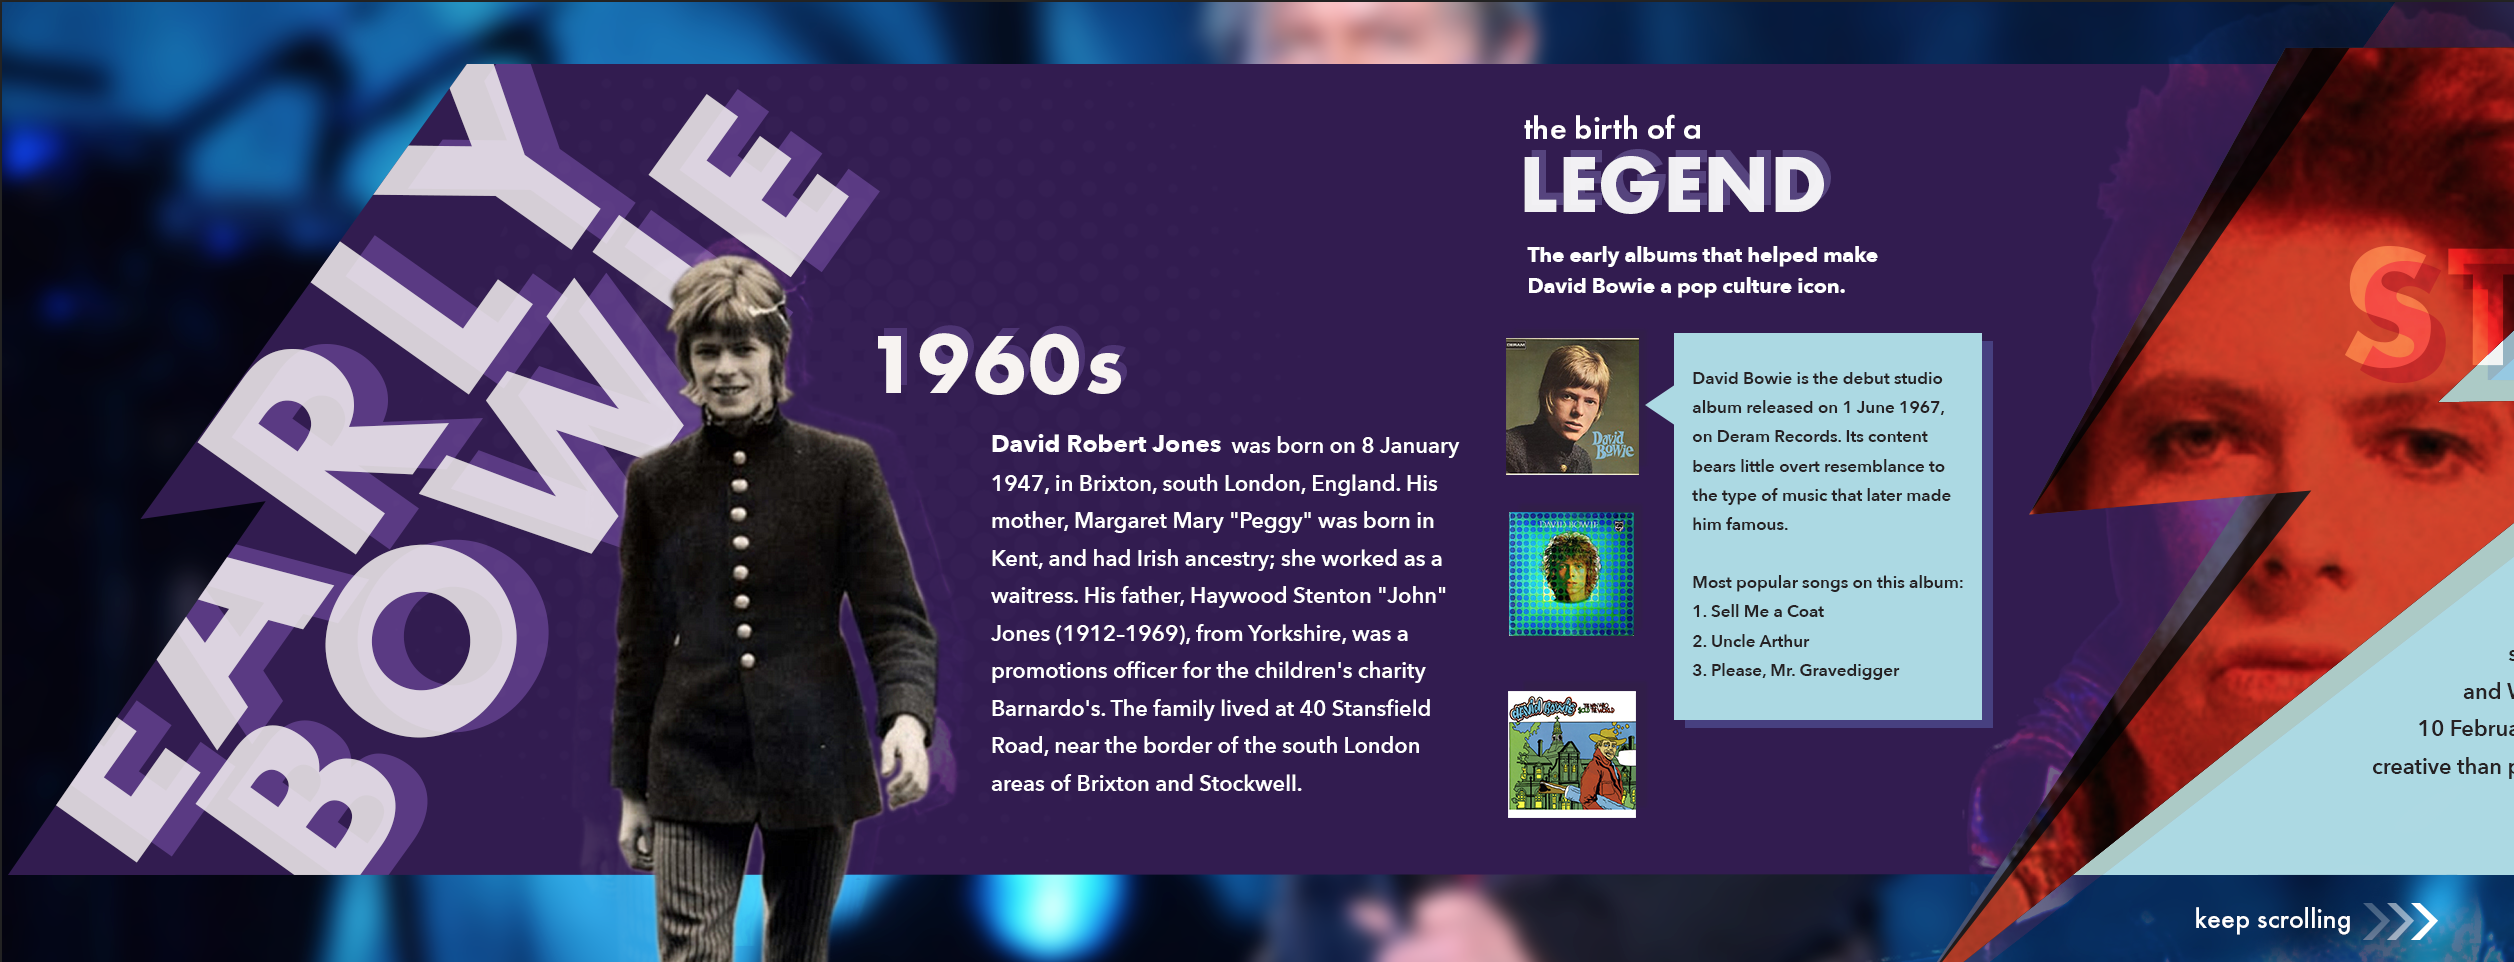 EARLY
BOWIE
1960s
David Robert Jones was born on 8 January
1947, in Brixton, south London, England. His
mother, Margaret Mary "Peggy" was born in
Kent, and had Irish ancestry; she worked as a
waitress. His father, Haywood Stenton "John"
Jones (1912–1969), from Yorkshire, was a
promotions officer for the children's charity
Barnardo's. The family lived at 40 Stansfield
Road, near the border of the south London
areas of Brixton and Stockwell.
the birth of a
LEGEND
The early albums that helped make
David Bowie a pop culture icon.
DERAM
David
Bowie
DAVID BOWIE
DAVID BOWIE
David Bowie is the debut studio
album released on 1 June 1967,
on Deram Records. Its content
bears little overt resemblance to
the type of music that later made
him famous.
Most popular songs on this album:
1. Sell Me a Coat
2. Uncle Arthur
3. Please, Mr. Gravedigger
ST
s
and W
10 Februa
creative than p
keep scrolling